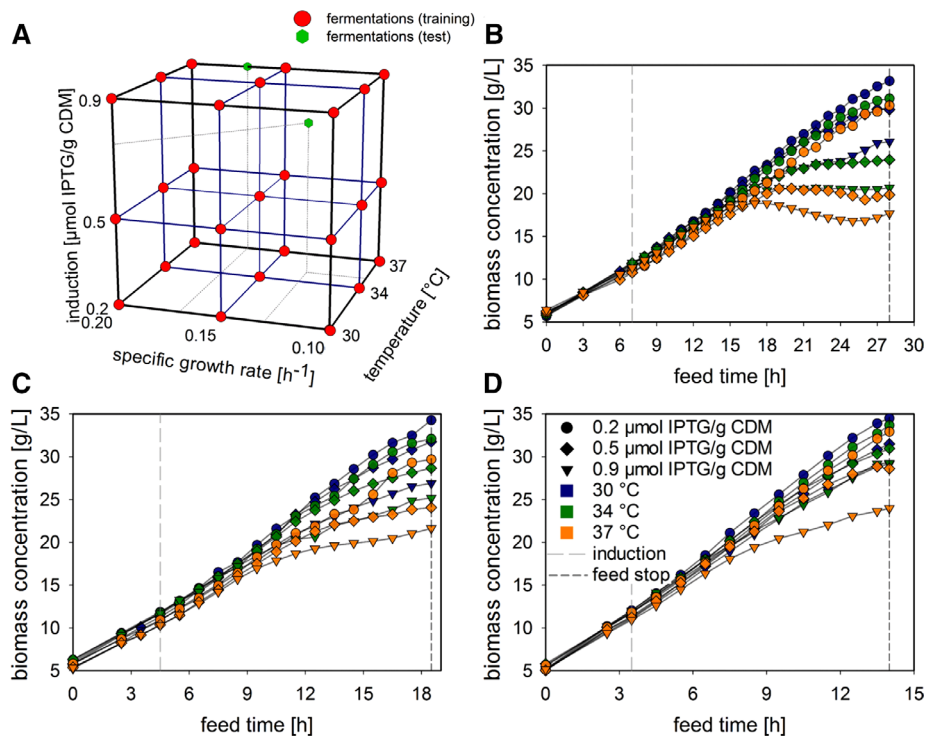 fermentations (training)
fermentations (test)
A
induction [µmol IPTG/g CDM]
0.9
0.5
0.2
0.20
0.15
0.10
specific growth rate [h-1]
30
34
37
temperature [°C]
B
biomass concentration [g/L]
35
30
25
20
15
10
5
0 3 6 9 12 15 18 21 24 27 30
feed time [h]
C
biomass concentration [g/L]
35
30
25
20
15
10
5
0 3 6 9 12 15 18
feed time [h]
D
biomass concentration [g/L]
35
30
25
20
15
10
5
0.2 µmol IPTG/g CDM
0.5 µmol IPTG/g CDM
0.9 µmol IPTG/g CDM
30 °C
34 °C
37 °C
induction
feed stop
0 3 6 9 12 15
feed time [h]